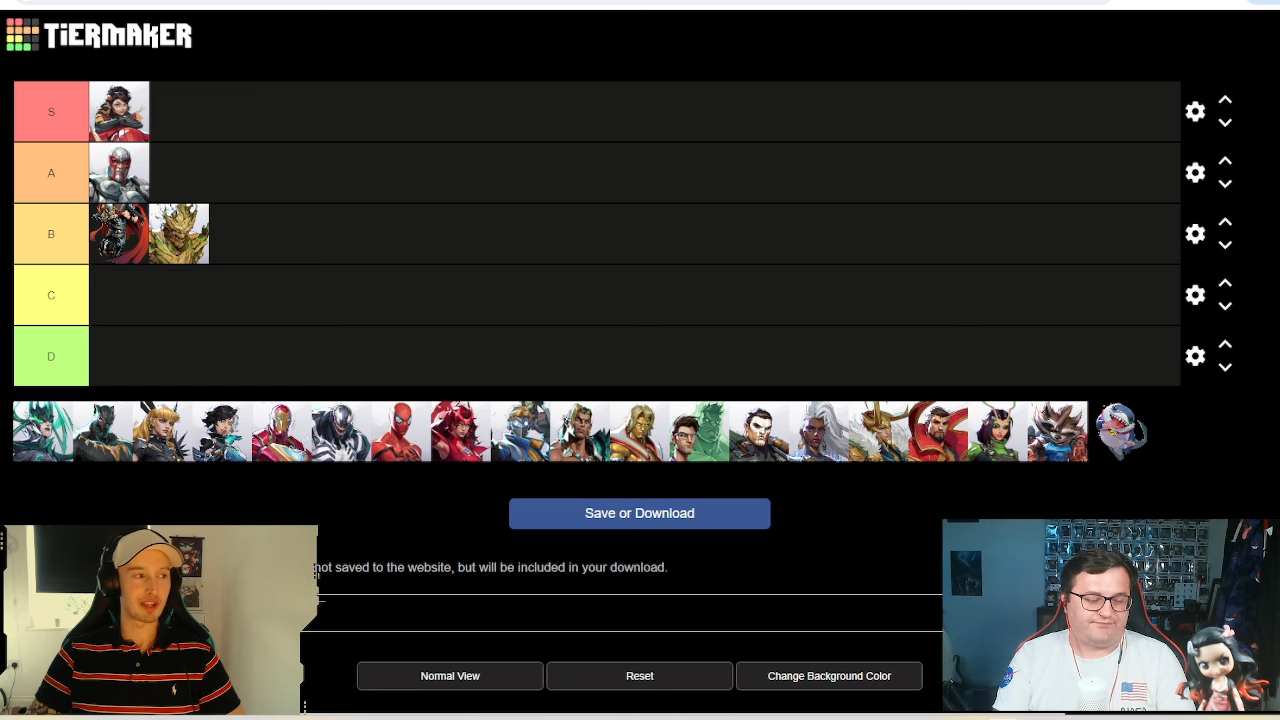 TiERMAKER
S
A
B
C
D
Save or Download
not saved to the website, but will be included in your download.
Normal View
Reset
Change Background Color